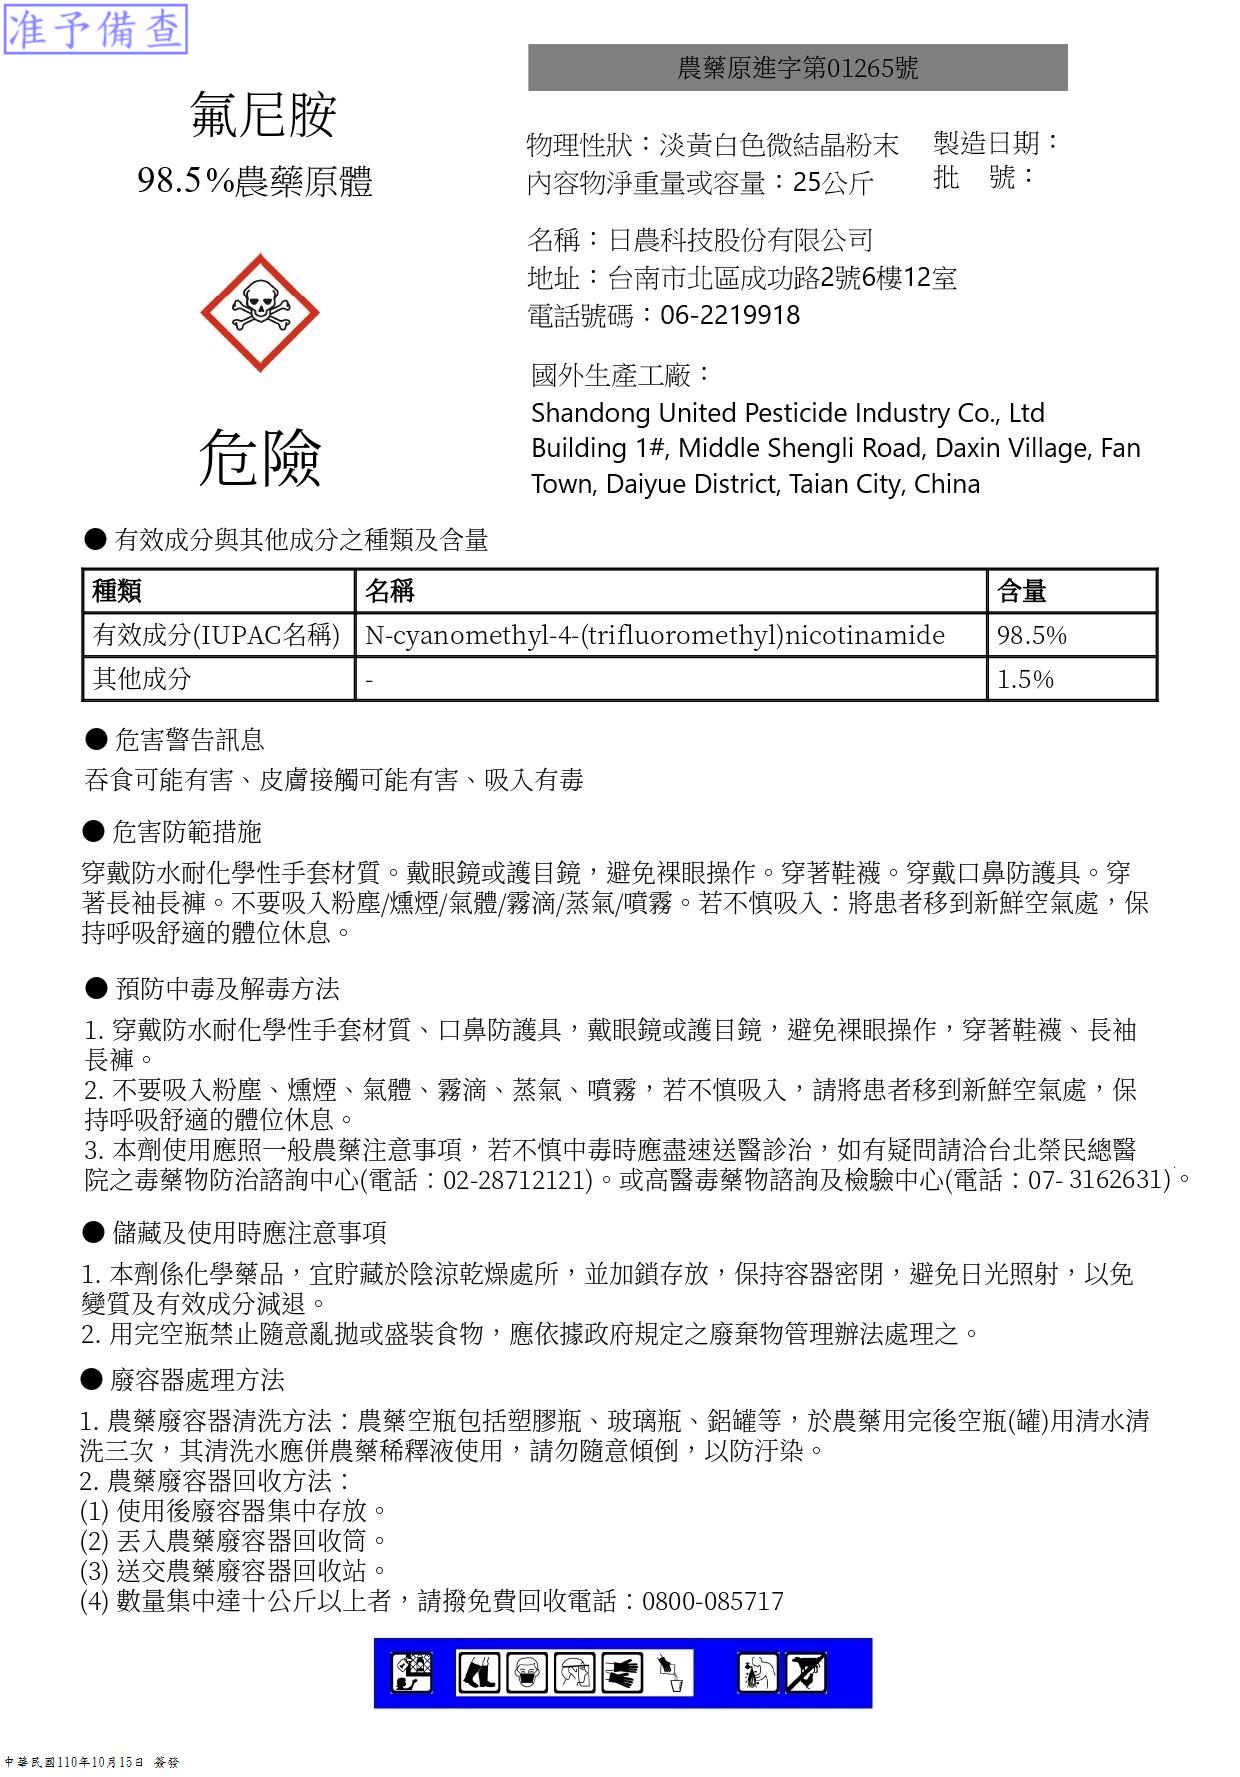 准予備查
農藥原進字第01265號
氟尼胺
98.5%農藥原體
物理性狀：淡黃白色微結晶粉末
製造日期：
內容物淨重量或容量：25公斤
批 號：
名稱：日農科技股份有限公司
地址：台南市北區成功路2號6樓12室
電話號碼：06-2219918
國外生產工廠：
Shandong United Pesticide Industry Co., Ltd
Building 1#, Middle Shengli Road, Daxin Village, Fan
Town, Daiyue District, Taian City, China
危險
● 有效成分與其他成分之種類及含量
種類 名稱 含量
有效成分(IUPAC名稱) N-cyanomethyl-4-(trifluoromethyl)nicotinamide 98.5%
其他成分 - 1.5%
● 危害警告訊息
吞食可能有害、皮膚接觸可能有害、吸入有毒
● 危害防範措施
穿戴防水耐化學性手套材質。戴眼鏡或護目鏡，避免裸眼操作。穿著鞋襪。穿戴口鼻防護具。穿
著長袖長褲。不要吸入粉塵/燻煙/氣體/霧滴/蒸氣/噴霧。若不慎吸入：將患者移到新鮮空氣處，保
持呼吸舒適的體位休息。
● 預防中毒及解毒方法
1. 穿戴防水耐化學性手套材質、口鼻防護具，戴眼鏡或護目鏡，避免裸眼操作，穿著鞋襪、長袖
長褲。
2. 不要吸入粉塵、燻煙、氣體、霧滴、蒸氣、噴霧，若不慎吸入，請將患者移到新鮮空氣處，保
持呼吸舒適的體位休息。
3. 本劑使用應照一般農藥注意事項，若不慎中毒時應盡速送醫診治，如有疑問請洽台北榮民總醫
院之毒藥物防治諮詢中心(電話：02-28712121)。或高醫毒藥物諮詢及檢驗中心(電話：07- 3162631)。
● 儲藏及使用時應注意事項
1. 本劑係化學藥品，宜貯藏於陰涼乾燥處所，並加鎖存放，保持容器密閉，避免日光照射，以免
變質及有效成分減退。
2. 用完空瓶禁止隨意亂拋或盛裝食物，應依據政府規定之廢棄物管理辦法處理之。
● 廢容器處理方法
1. 農藥廢容器清洗方法：農藥空瓶包括塑膠瓶、玻璃瓶、鋁罐等，於農藥用完後空瓶(罐)用清水清
洗三次，其清洗水應併農藥稀釋液使用，請勿隨意傾倒，以防汙染。
2. 農藥廢容器回收方法：
(1) 使用後廢容器集中存放。
(2) 丟入農藥廢容器回收筒。
(3) 送交農藥廢容器回收站。
(4) 數量集中達十公斤以上者，請撥免費回收電話：0800-085717
中華民國110年10月15日 簽發